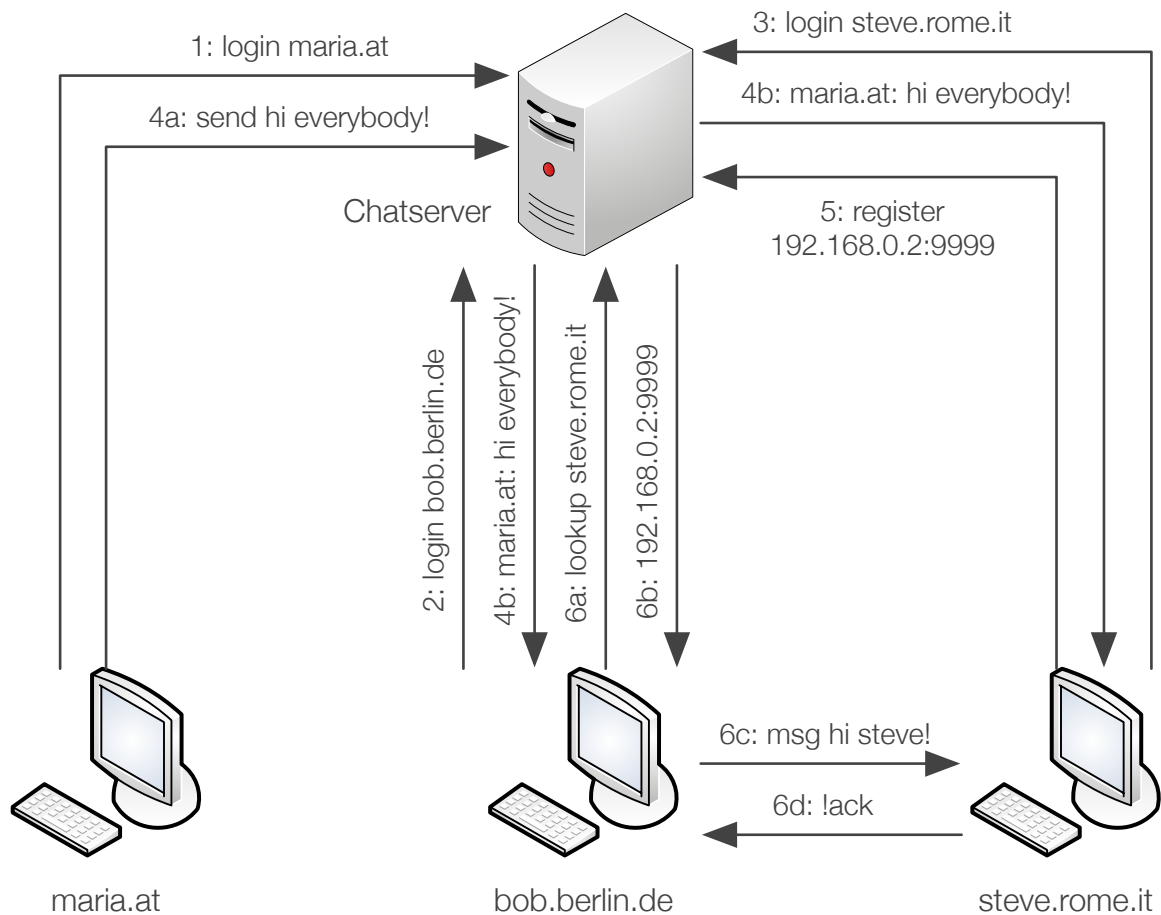 3: login steve.rome.it
1: login maria.at
4b: maria.at: hi everybody!
4a: send hi everybody!
Chatserver
5: register
192.168.0.2:9999
2: login bob.berlin.de
4b: maria.at: hi everybody!
6a: lookup steve.rome.it
6b: 192.168.0.2:9999
6c: msg hi steve!
6d: !ack
maria.at
bob.berlin.de
steve.rome.it